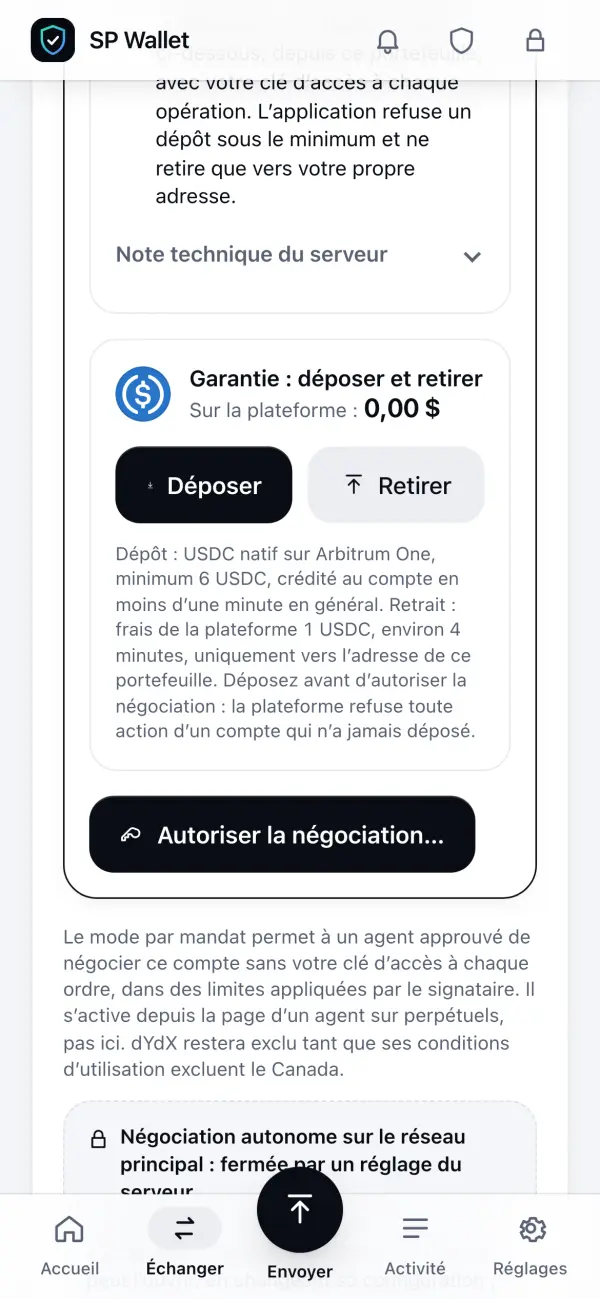 SP Wallet
ci-dessous, depuis ce portefeuille,
avec votre clé d’accès à chaque
opération. L’application refuse un
dépôt sous le minimum et ne
retire que vers votre propre
adresse.
Note technique du serveur
Garantie : déposer et retirer
Sur la plateforme : 0,00 $
Déposer
Retirer
Dépôt : USDC natif sur Arbitrum One,
minimum 6 USDC, crédité au compte en
moins d’une minute en général. Retrait :
frais de la plateforme 1 USDC, environ 4
minutes, uniquement vers l’adresse de ce
portefeuille. Déposez avant d’autoriser la
négociation : la plateforme refuse toute
action d’un compte qui n’a jamais déposé.
Autoriser la négociation...
Le mode par mandat permet à un agent approuvé de
négocier ce compte sans votre clé d’accès à chaque
ordre, dans des limites appliquées par le signataire. Il
s’active depuis la page d’un agent sur perpétuels,
pas ici. dYdX restera exclu tant que ses conditions
d’utilisation excluent le Canada.
Négociation autonome sur le réseau
principal : fermée par un réglage du
serveur
Accueil
Échanger
Envoyer
Activité
Réglages